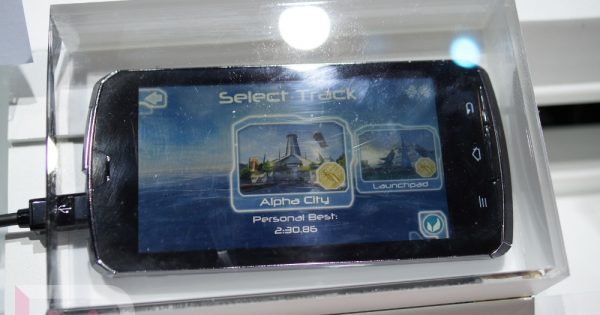 Select Track
Alpha City
Launchpad
Personal Best:
2:30.86